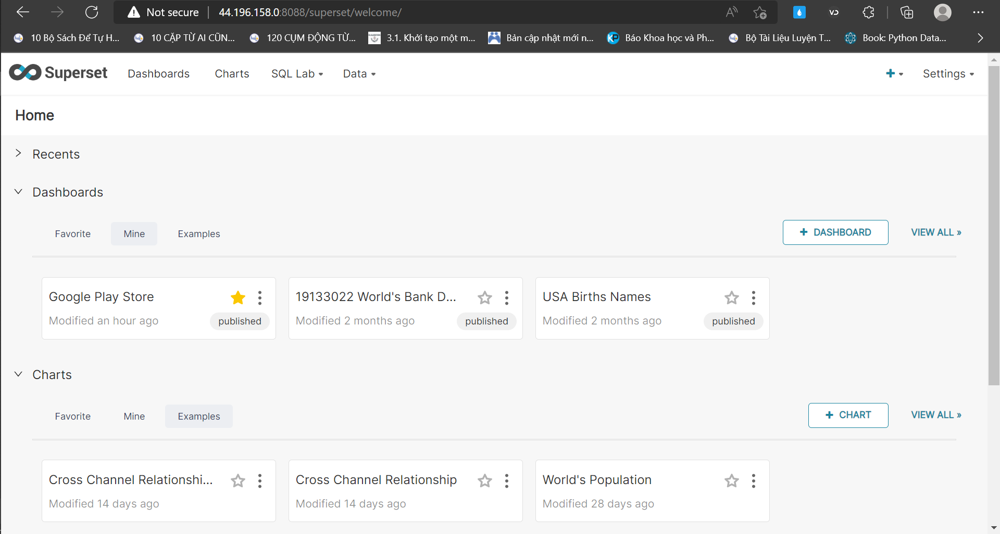 Not secure 44.196.158.0:8088/superset/welcome/
10 Bộ Sách Để Tự H... 10 CẶP TỪ AI CŨN... 120 CỤM ĐỘNG TỪ... 3.1. Khởi tạo một m... Bản cập nhật mới n... Báo Khoa học và Ph... Bộ Tài Liệu Luyện T... Book: Python Data...
Superset Dashboards Charts SQL Lab Data + Settings
Home
Recents
Dashboards
Favorite Mine Examples + DASHBOARD VIEW ALL »
Google Play Store 19133022 World's Bank D... USA Births Names
Modified an hour ago published Modified 2 months ago published Modified 2 months ago published
Charts
Favorite Mine Examples + CHART VIEW ALL »
Cross Channel Relationshi... Cross Channel Relationship World's Population
Modified 14 days ago Modified 14 days ago Modified 28 days ago